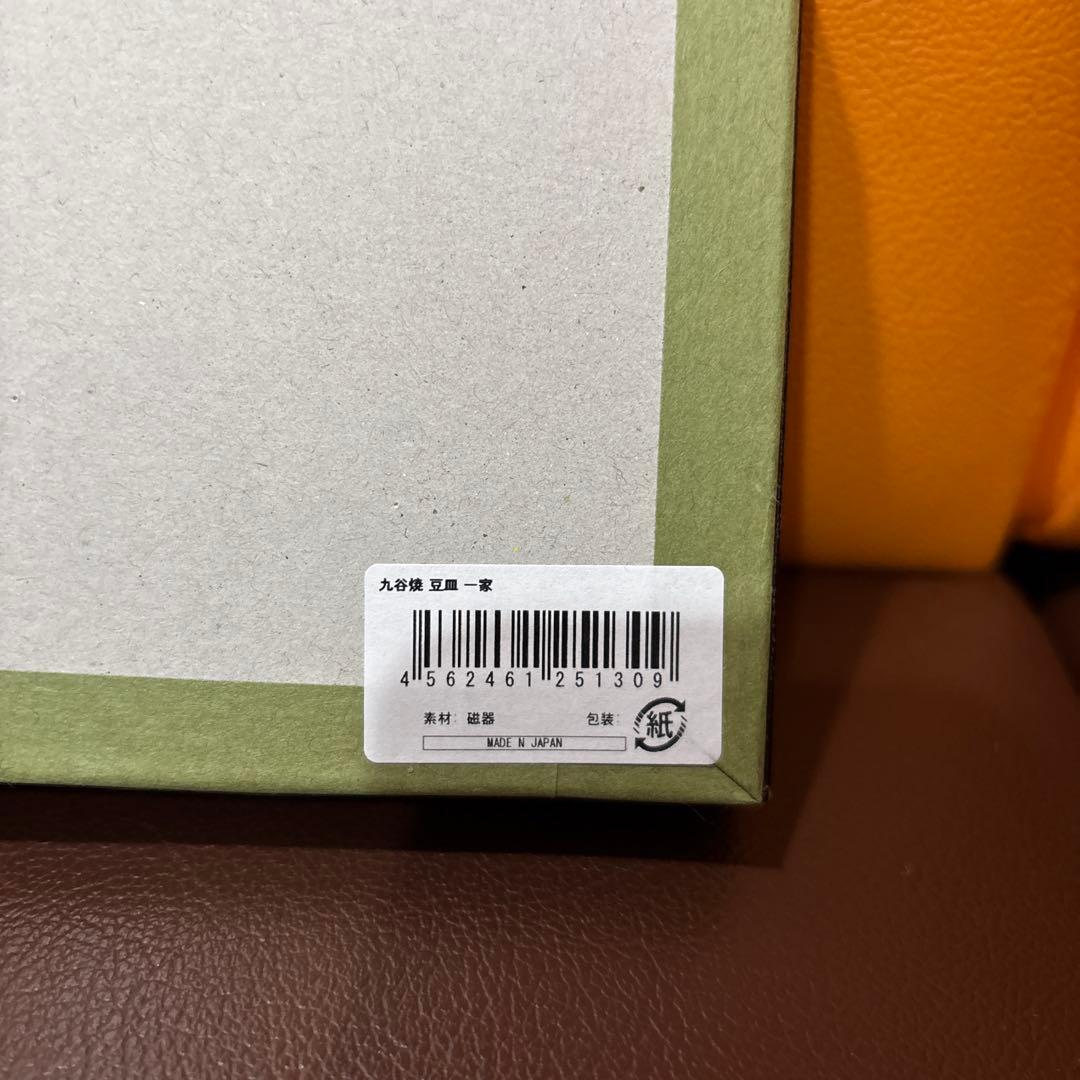 九谷焼 豆皿 一家
4 562461 251309
素材: 磁器 包装: 紙
MADE N JAPAN